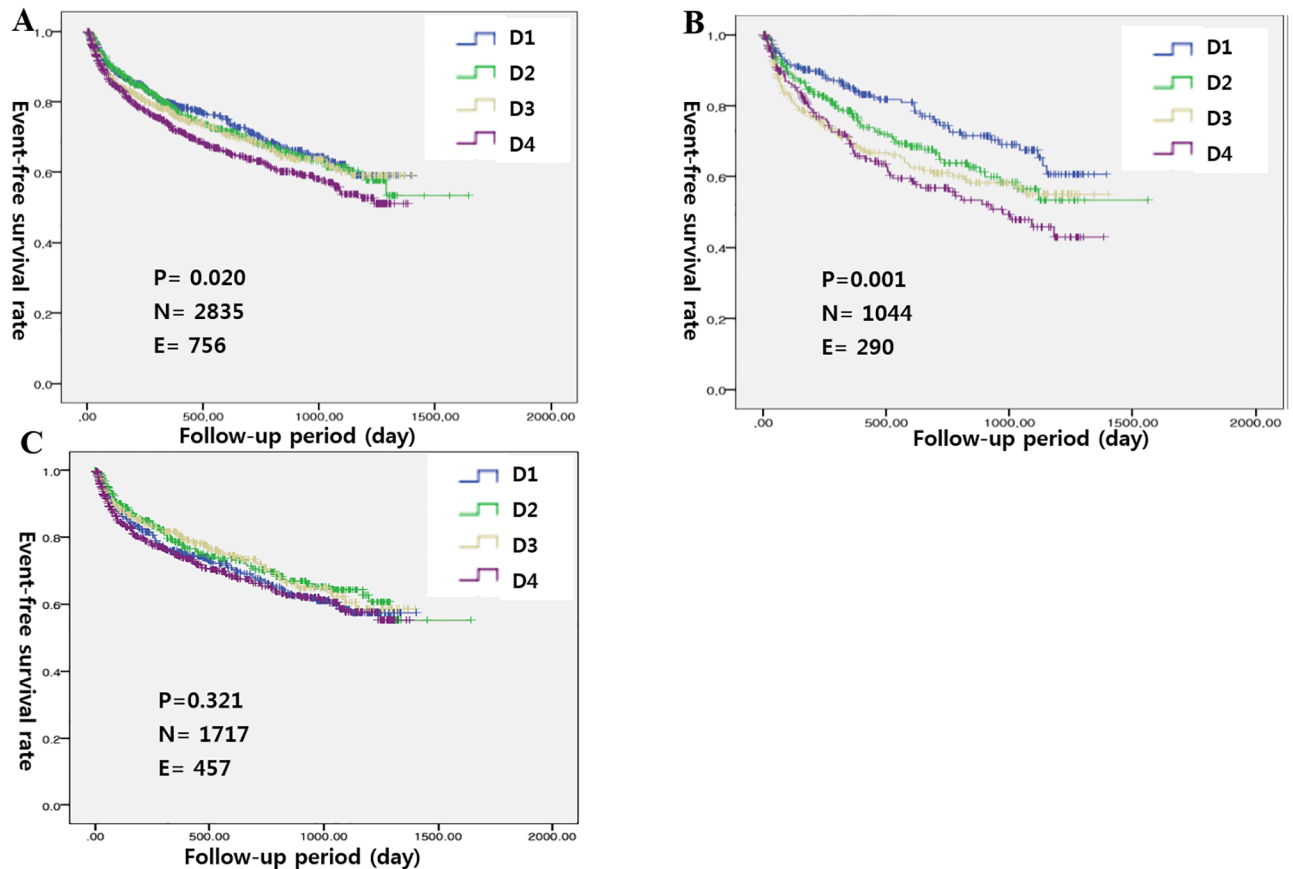 A
Event-free survival rate
1.0
0.8
0.6
0.4
0.2
0.0
D1
D2
D3
D4
P= 0.020
N= 2835
E= 756
.00 500.00 1000.00 1500.00 2000.00
Follow-up period (day)
B
Event-free survival rate
1.0
0.8
0.6
0.4
0.2
0.0
D1
D2
D3
D4
P=0.001
N= 1044
E= 290
.00 500.00 1000.00 1500.00 2000.00
Follow-up period (day)
C
Event-free survival rate
1.0
0.8
0.6
0.4
0.2
0.0
D1
D2
D3
D4
P=0.321
N= 1717
E= 457
.00 500.00 1000.00 1500.00 2000.00
Follow-up period (day)